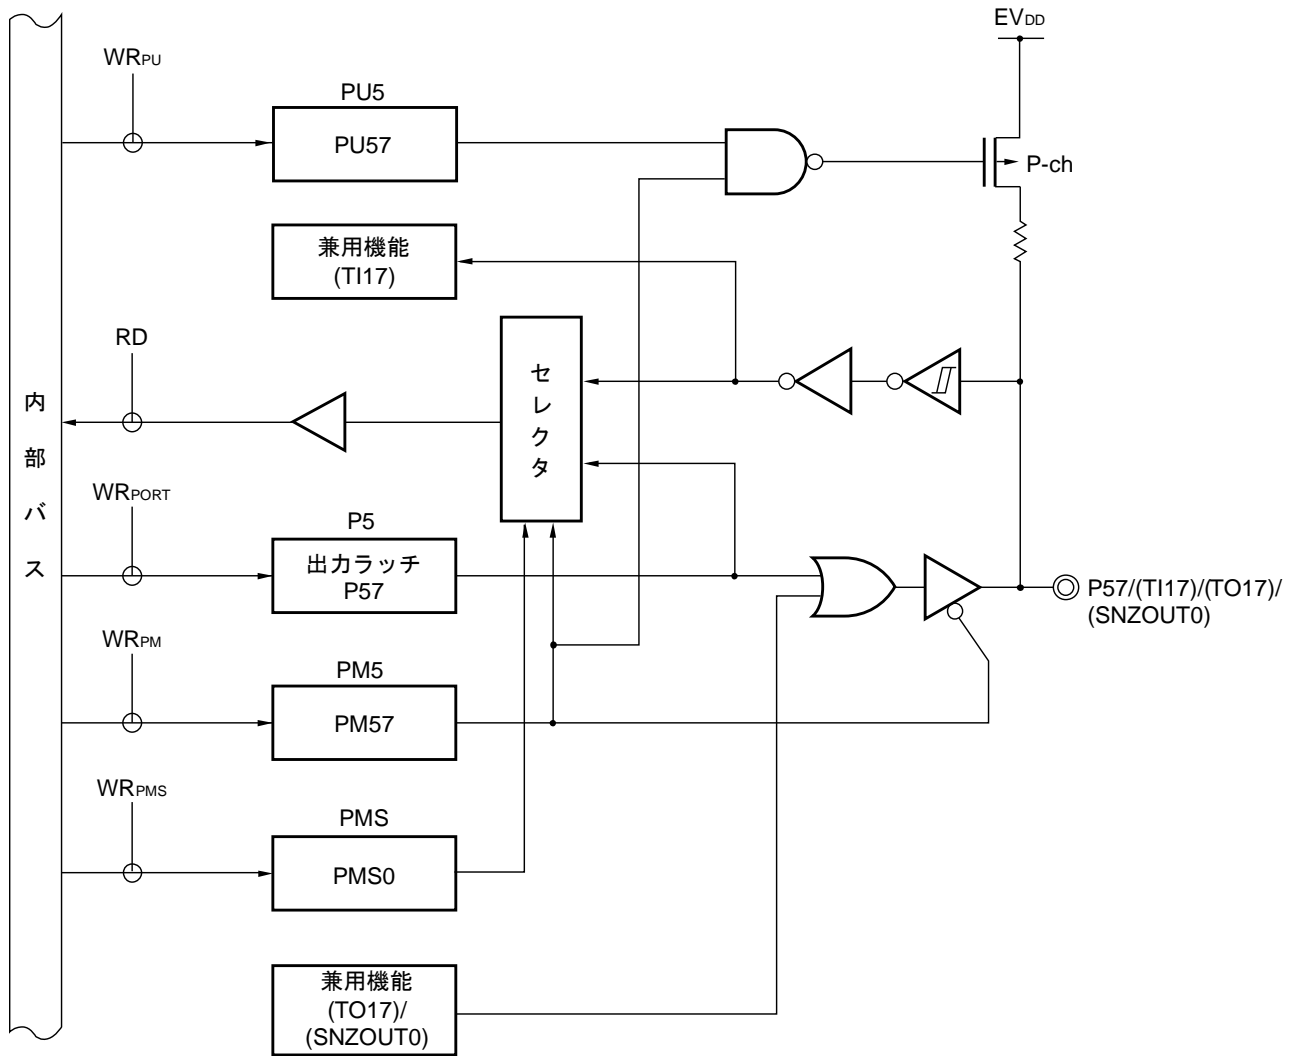 EVDD
WRPU
PU5
PU57
P-ch
兼用機能
(TI17)
RD
セレクタ
内部バス
WRPORT
P5
出力ラッチ
P57
P57/(TI17)/(TO17)/
(SNZOUT0)
WRPM
PM5
PM57
WRPMS
PMS
PMS0
兼用機能
(TO17)/
(SNZOUT0)